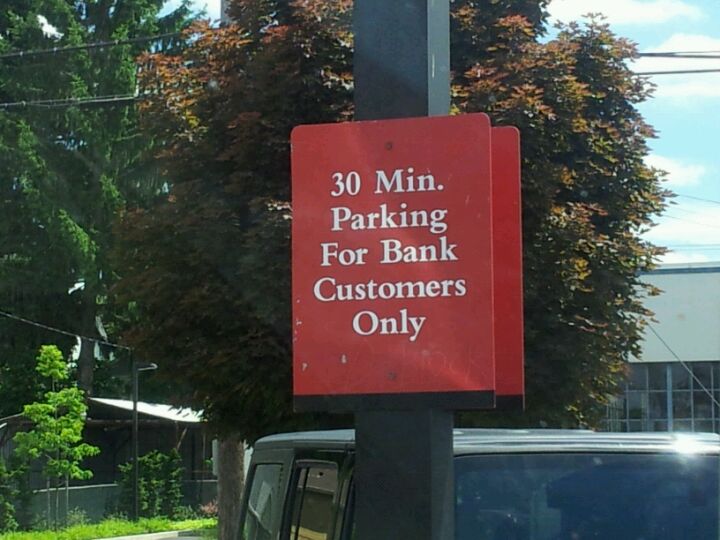 30 Min.
Parking
For Bank
Customers
Only